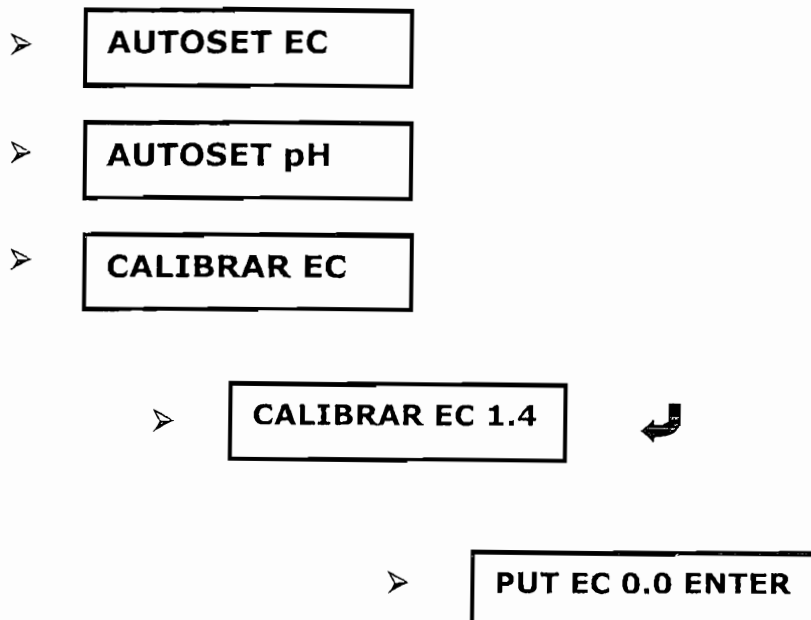 AUTOSET EC
AUTOSET pH
CALIBRAR EC
CALIBRAR EC 1.4
PUT EC 0.0 ENTER